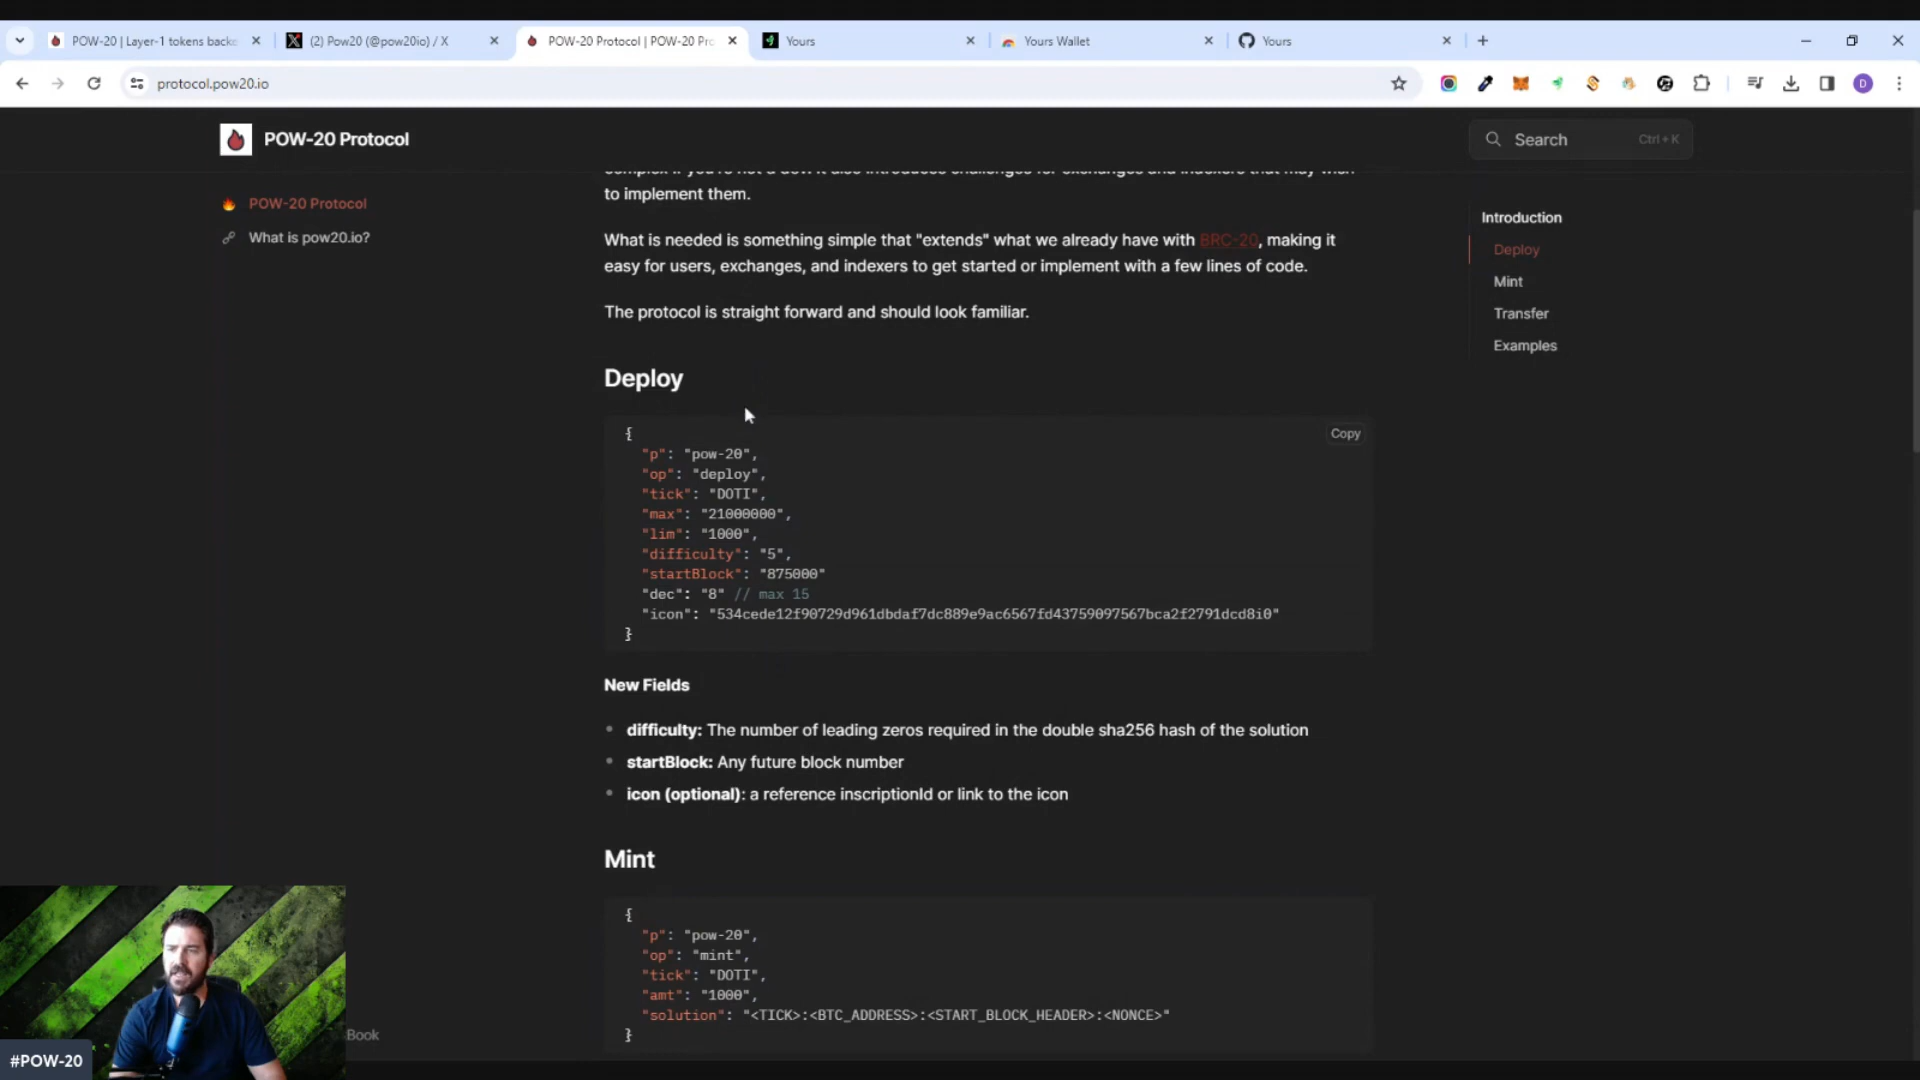 POW-20 | Layer-1 tokens backe
(2) Pow20 (@pow20io) / X
POW-20 Protocol | POW-20 Pro
Yours
Yours Wallet
Yours
protocol.pow20.io
D
POW-20 Protocol
Search
Ctrl + K
POW-20 Protocol
What is pow20.io?
to implement them.
What is needed is something simple that "extends" what we already have with BRC-20, making it
easy for users, exchanges, and indexers to get started or implement with a few lines of code.
The protocol is straight forward and should look familiar.
Deploy
Copy
{
"p": "pow-20",
"op": "deploy",
"tick": "DOTI",
"max": "21000000",
"lim": "1000",
"difficulty": "5",
"startBlock": "875000"
"dec": "8" // max 15
"icon": "534cede12f90729d961dbdaf7dc889e9ac6567fd43759097567bca2f2791dcd8i0"
}
New Fields
• difficulty: The number of leading zeros required in the double sha256 hash of the solution
• startBlock: Any future block number
• icon (optional): a reference inscriptionId or link to the icon
Mint
{
"p": "pow-20",
"op": "mint",
"tick": "DOTI",
"amt": "1000",
"solution": "<TICK>:<BTC_ADDRESS>:<START_BLOCK_HEADER>:<NONCE>"
}
Introduction
Deploy
Mint
Transfer
Examples
Book
#POW-20